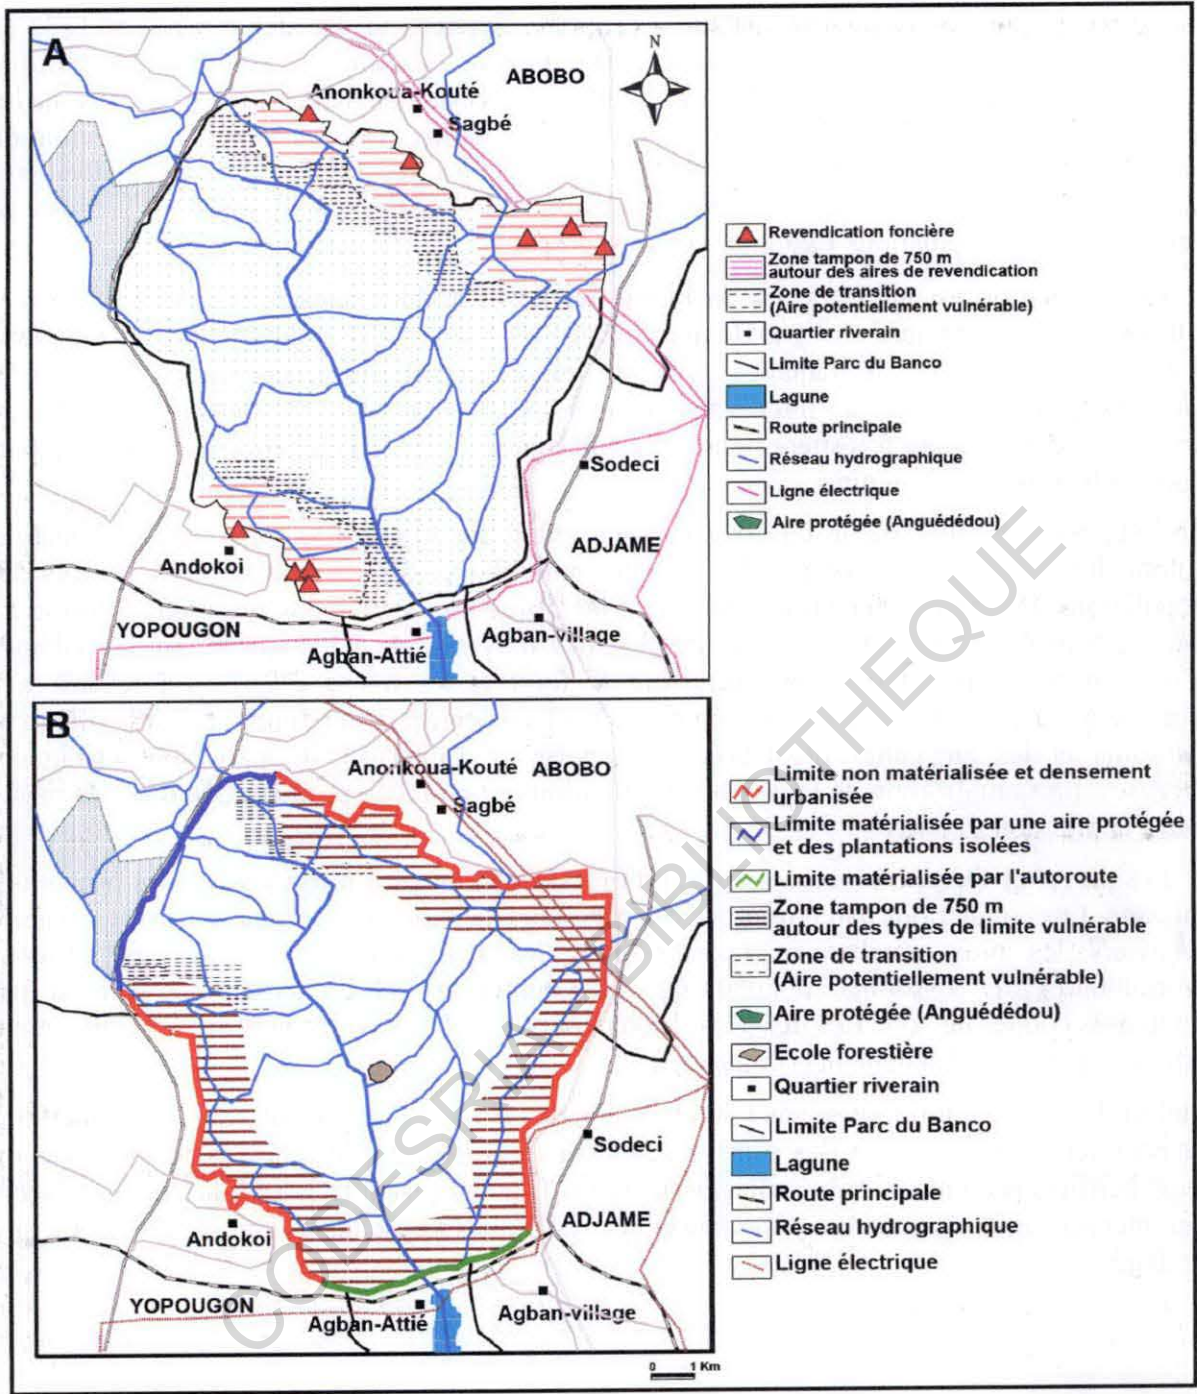 A
N
ABOBO
Anonkoua-Kouté
Sagbé
Sodeci
ADJAME
Andokoi
YOPOUGON
Agban-village
Agban-Attié
Revendication foncière
Zone tampon de 750 m
autour des aires de revendication
Zone de transition
(Aire potentiellement vulnérable)
Quartier riverain
Limite Parc du Banco
Lagune
Route principale
Réseau hydrographique
Ligne électrique
Aire protégée (Anguédédou)
B
Anonkoua-Kouté ABOBO
Sagbé
Sodeci
ADJAME
Andokoi
YOPOUGON
Agban-village
Agban-Attié
Limite non matérialisée et densement
urbanisée
Limite matérialisée par une aire protégée
et des plantations isolées
Limite matérialisée par l'autoroute
Zone tampon de 750 m
autour des types de limite vulnérable
Zone de transition
(Aire potentiellement vulnérable)
Aire protégée (Anguédédou)
Ecole forestière
Quartier riverain
Limite Parc du Banco
Lagune
Route principale
Réseau hydrographique
Ligne électrique
0 1 Km
CODESRIA - BIBLIOTHEQUE